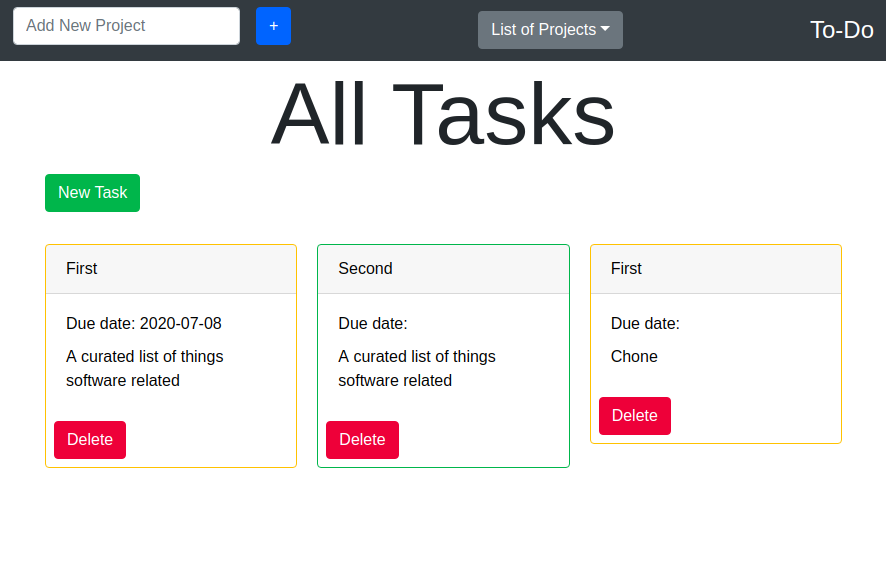 Add New Project
+
List of Projects
To-Do
All Tasks
New Task
First
Due date: 2020-07-08
A curated list of things
software related
Delete
Second
Due date:
A curated list of things
software related
Delete
First
Due date:
Chone
Delete